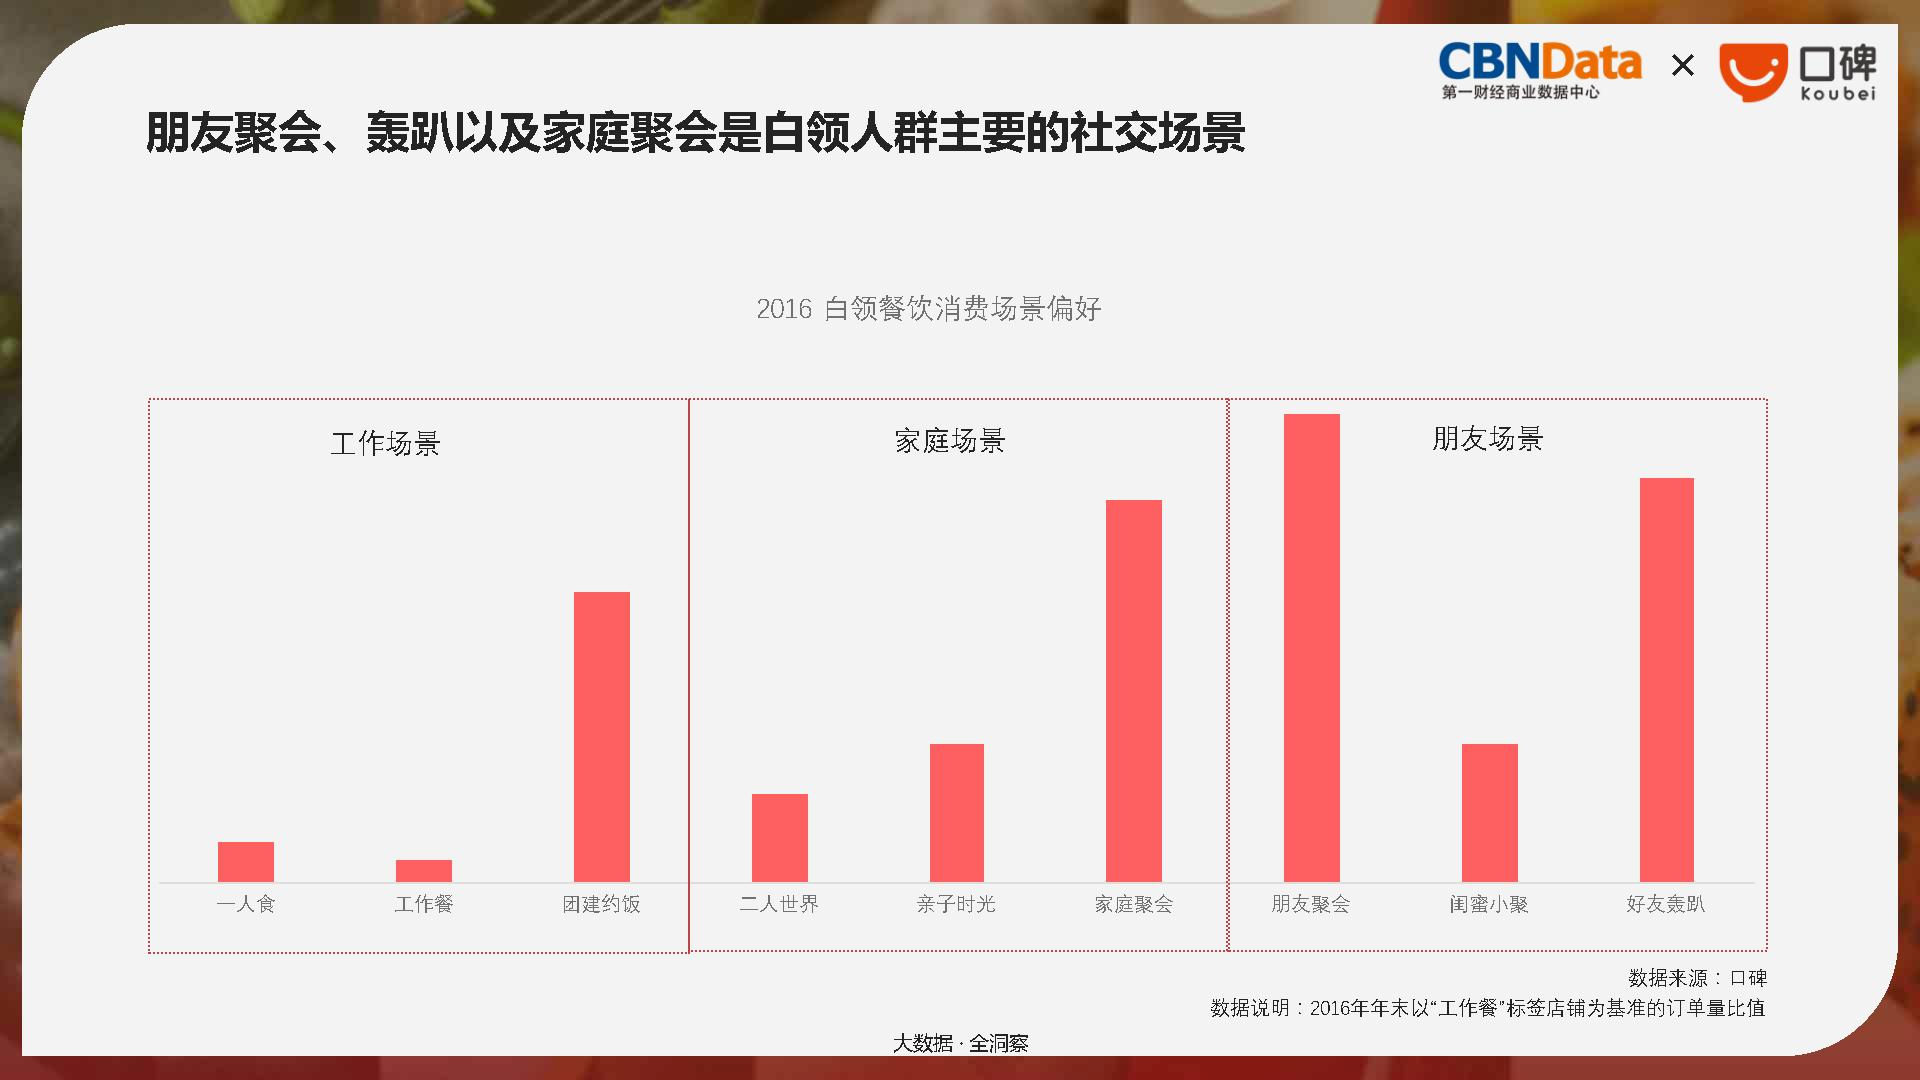 CBNData
第一财经商业数据中心
×
口碑
Koubei
朋友聚会、轰趴以及家庭聚会是白领人群主要的社交场景
2016 白领餐饮消费场景偏好
工作场景
家庭场景
朋友场景
一人食
工作餐
团建约饭
二人世界
亲子时光
家庭聚会
朋友聚会
闺蜜小聚
好友轰趴
数据来源：口碑
数据说明：2016年年末以“工作餐”标签店铺为基准的订单量比值
大数据·全洞察